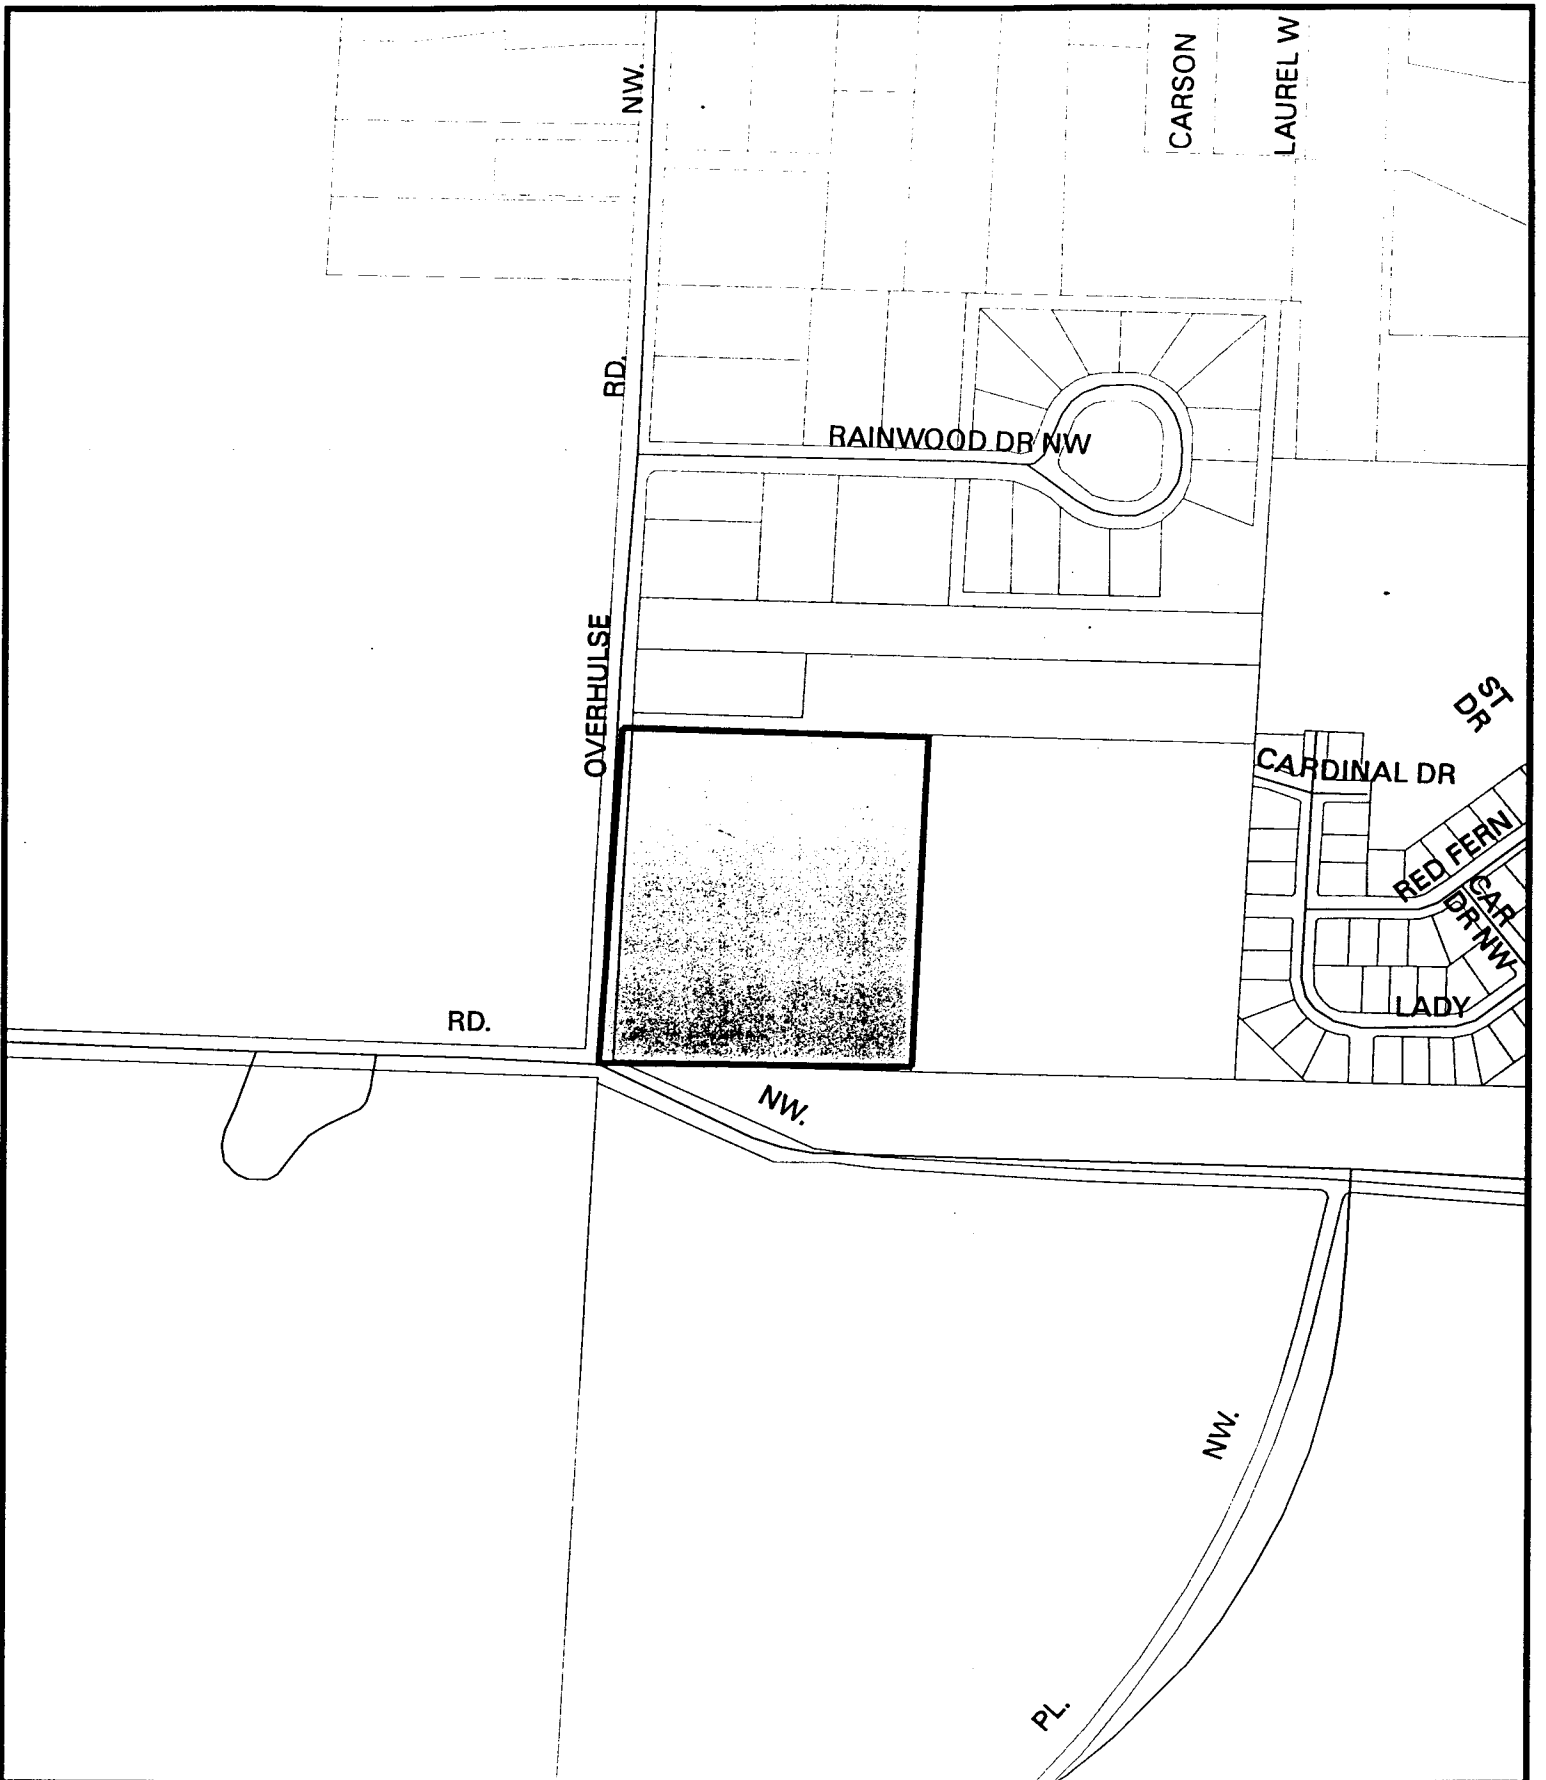 NW.
CARSON
LAUREL W
RD.
RAINWOOD DR NW
OVERHULSE
ST
DR
CARDINAL DR
RED FERN
CAR
DR NW
LADY
RD.
NW.
NW.
PL.